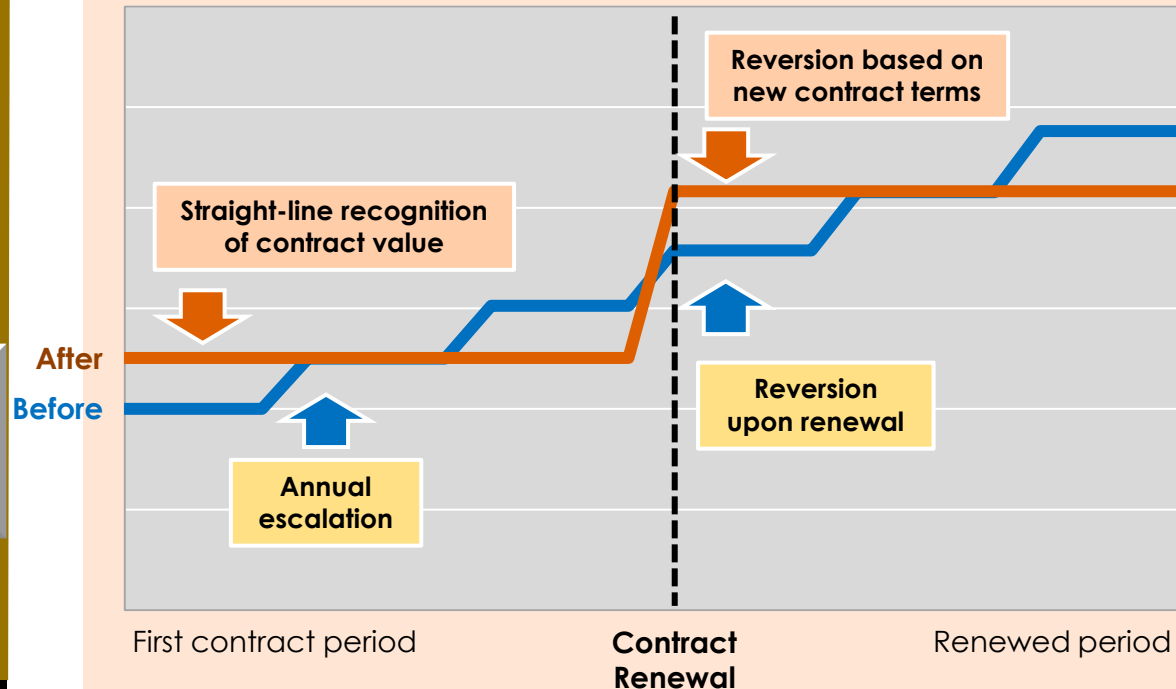 Reversion based on
new contract terms
Straight-line recognition
of contract value
After
Before
Reversion
upon renewal
Annual
escalation
First contract period
Contract
Renewal
Renewed period